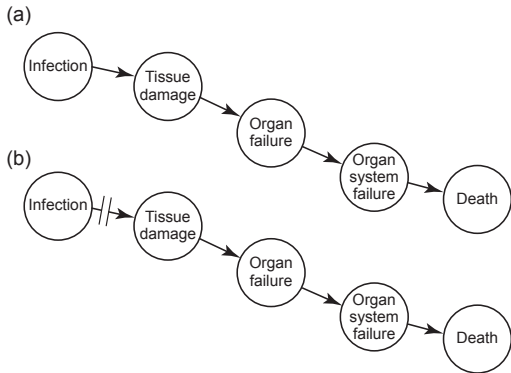 (a)
Infection
Tissue
damage
Organ
failure
Organ
system
failure
Death
(b)
Infection
Tissue
damage
Organ
failure
Organ
system
failure
Death